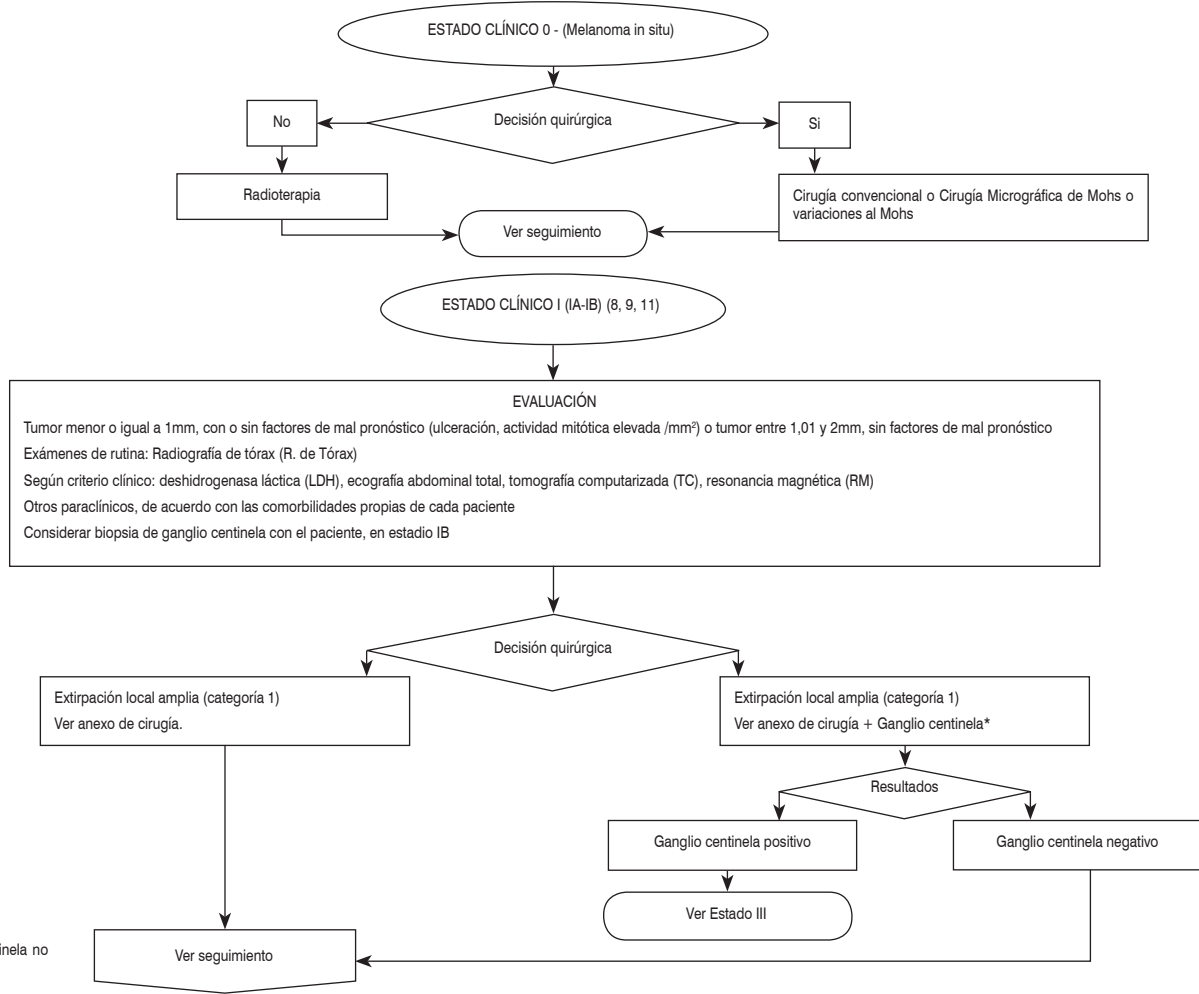 ESTADO CLÍNICO 0 - (Melanoma in situ)
Decisión quirúrgica
No
Si
Radioterapia
Cirugía convencional o Cirugía Micrográfica de Mohs o
variaciones al Mohs
Ver seguimiento
ESTADO CLÍNICO I (IA-IB) (8, 9, 11)
EVALUACIÓN
Tumor menor o igual a 1mm, con o sin factores de mal pronóstico (ulceración, actividad mitótica elevada /mm²) o tumor entre 1,01 y 2mm, sin factores de mal pronóstico
Exámenes de rutina: Radiografía de tórax (R. de Tórax)
Según criterio clínico: deshidrogenasa láctica (LDH), ecografía abdominal total, tomografía computarizada (TC), resonancia magnética (RM)
Otros paraclínicos, de acuerdo con las comorbilidades propias de cada paciente
Considerar biopsia de ganglio centinela con el paciente, en estadio IB
Decisión quirúrgica
Extirpación local amplia (categoría 1)
Ver anexo de cirugía.
Extirpación local amplia (categoría 1)
Ver anexo de cirugía + Ganglio centinela*
Resultados
Ganglio centinela positivo
Ganglio centinela negativo
Ver Estado III
inela no
Ver seguimiento